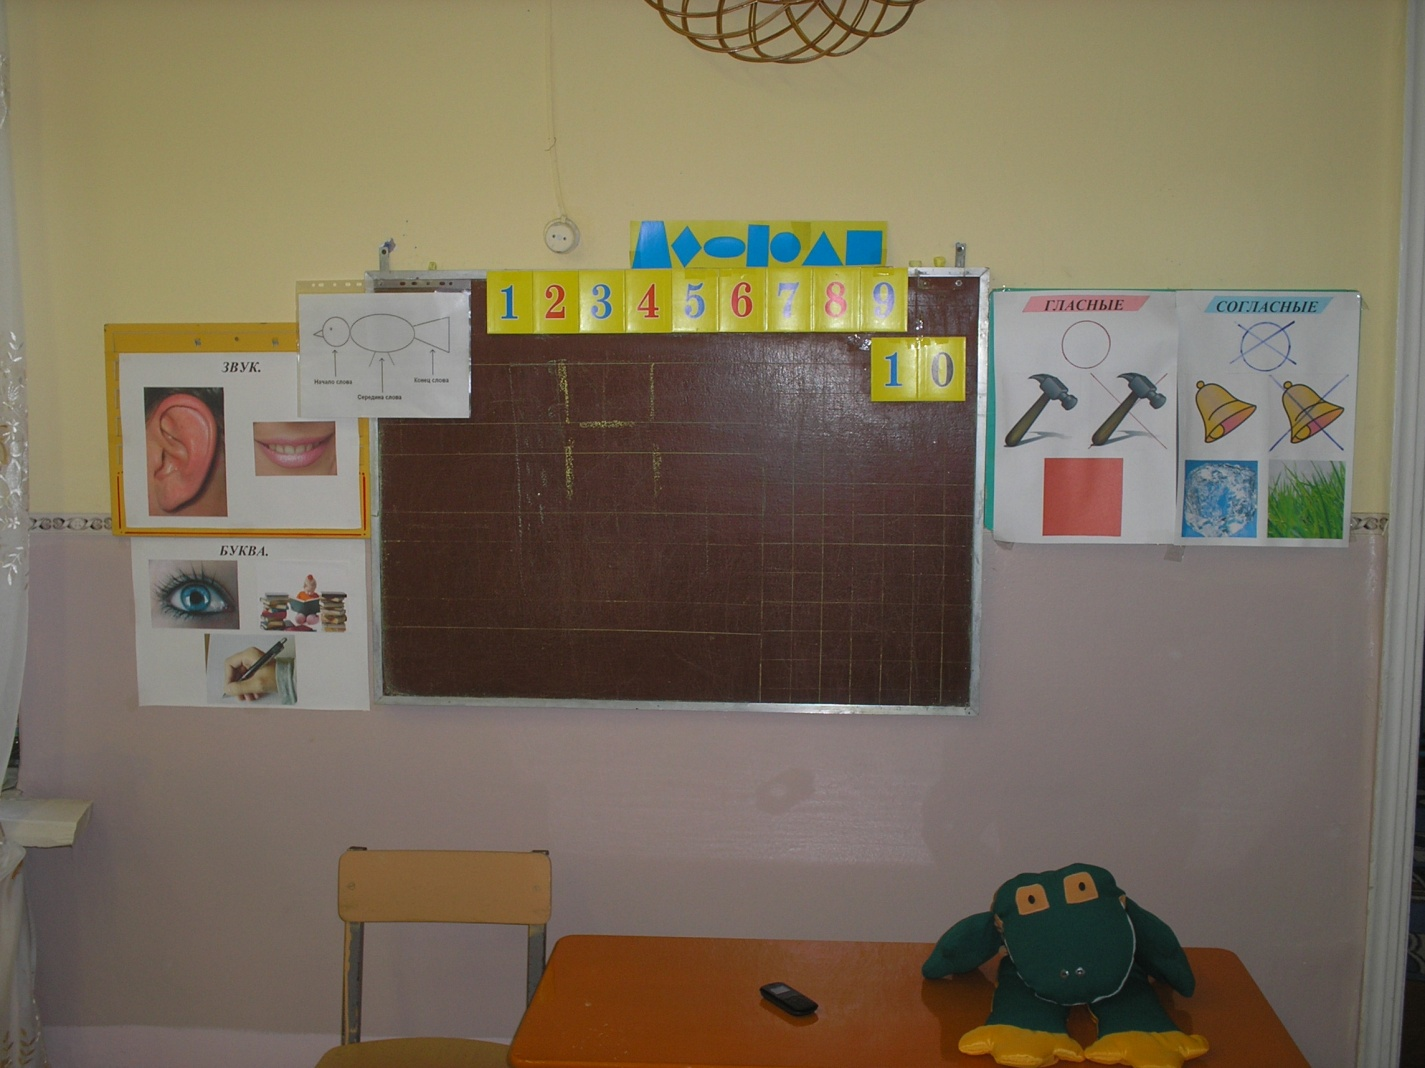 1 2 3 4 5 6 7 8 9
10
ЗВУК.
Начало слова
Середина слова
Конец слова
БУКВА.
ГЛАСНЫЕ
СОГЛАСНЫЕ